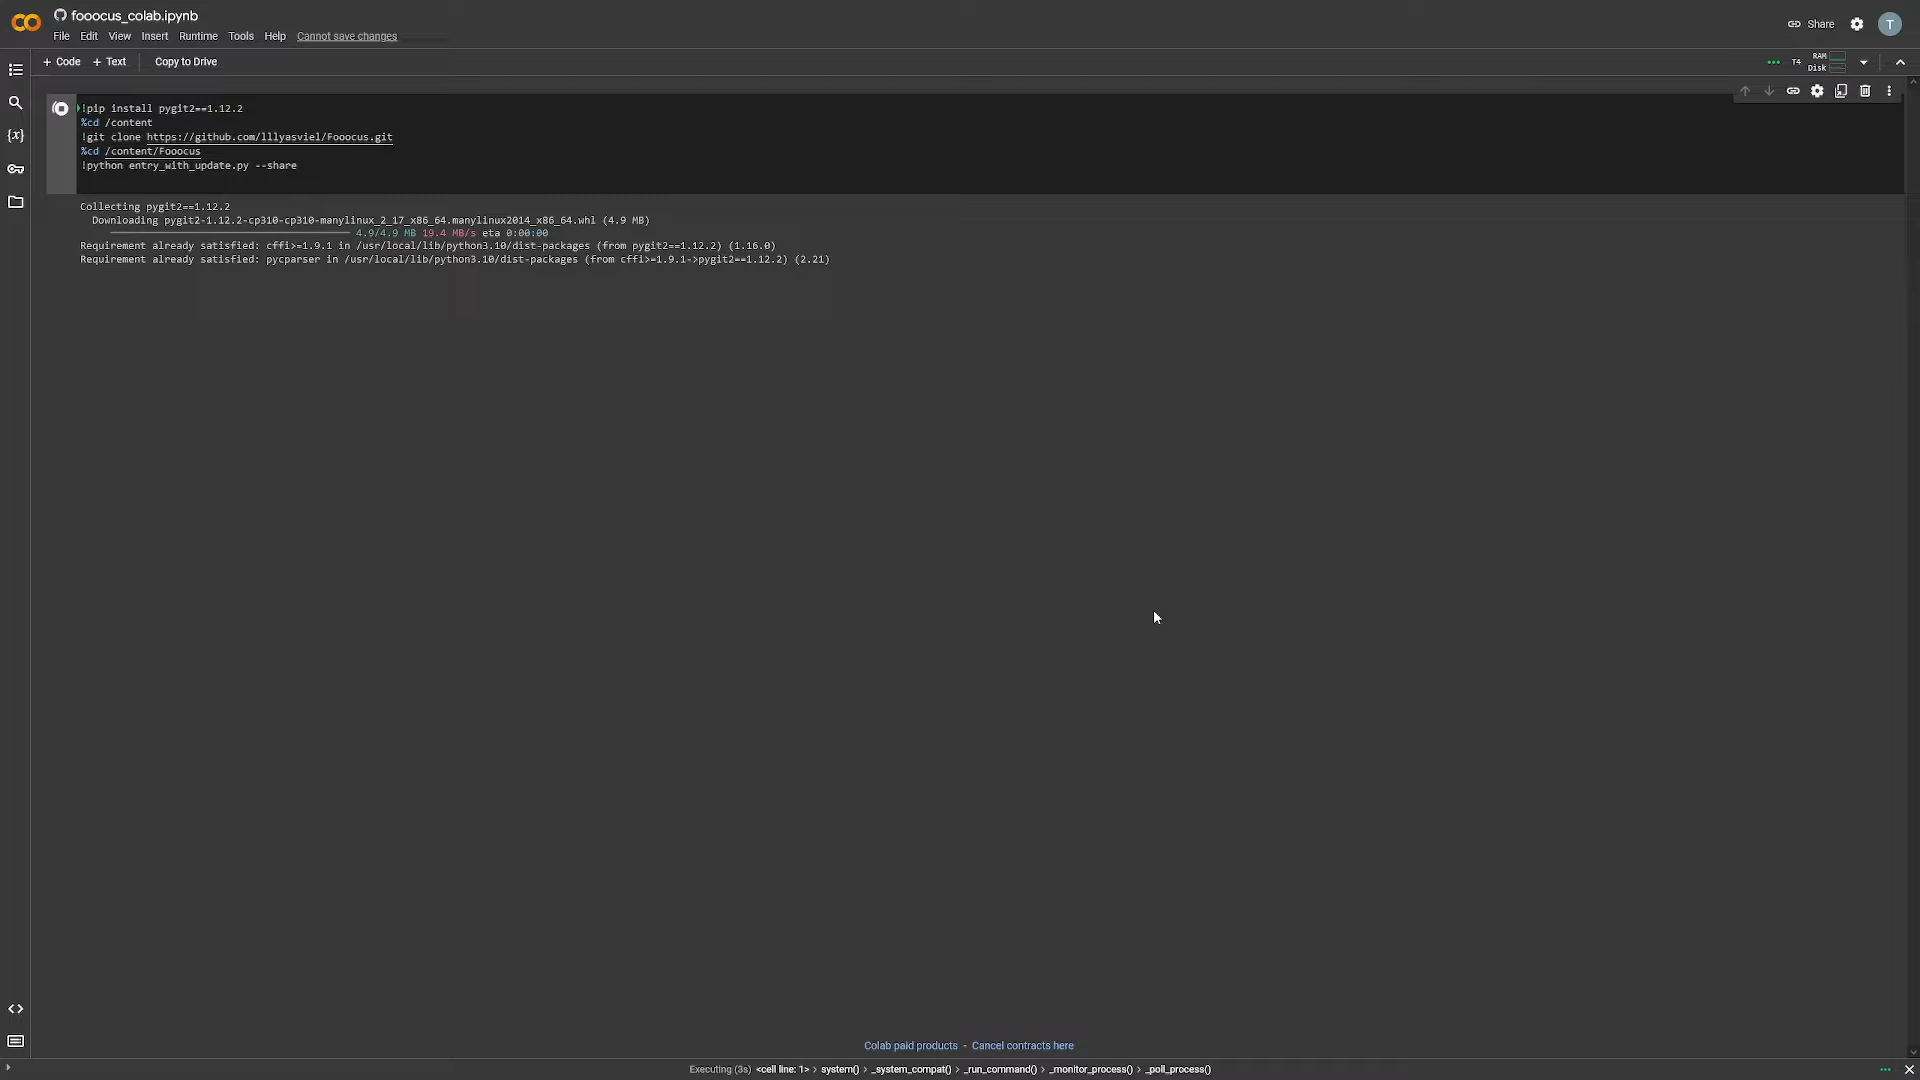 fooocus_colab.ipynb
File Edit View Insert Runtime Tools Help Cannot save changes
Share
T
+ Code + Text Copy to Drive
T4 RAM
Disk
!pip install pygit2==1.12.2
%cd /content
!git clone https://github.com/lllyasviel/Fooocus.git
%cd /content/Fooocus
!python entry_with_update.py --share
Collecting pygit2==1.12.2
Downloading pygit2-1.12.2-cp310-cp310-manylinux_2_17_x86_64.manylinux2014_x86_64.whl (4.9 MB)
4.9/4.9 MB 19.4 MB/s eta 0:00:00
Requirement already satisfied: cffi>=1.9.1 in /usr/local/lib/python3.10/dist-packages (from pygit2==1.12.2) (1.16.0)
Requirement already satisfied: pycparser in /usr/local/lib/python3.10/dist-packages (from cffi>=1.9.1->pygit2==1.12.2) (2.21)
Colab paid products - Cancel contracts here
Executing (3s) <cell line: 1> > system() > _system_compat() > _run_command() > _monitor_process() > _poll_process()